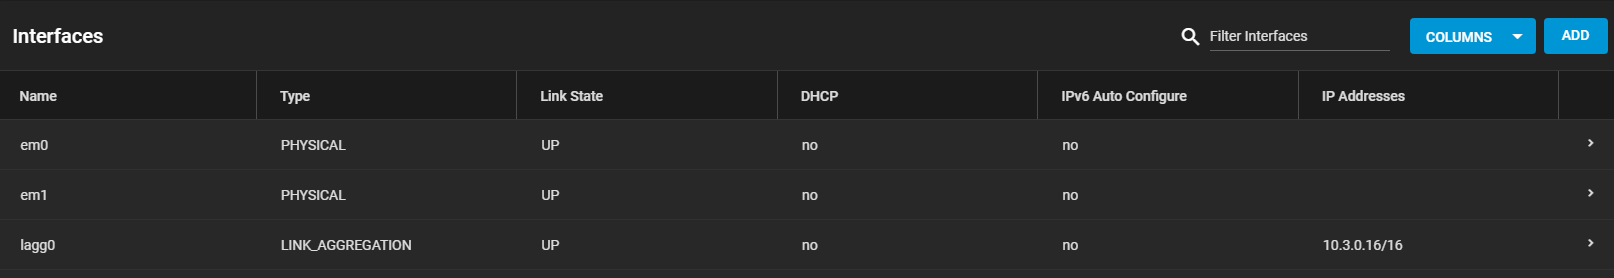 Interfaces
Filter Interfaces
COLUMNS
ADD
Name Type Link State DHCP IPv6 Auto Configure IP Addresses
em0 PHYSICAL UP no no
em1 PHYSICAL UP no no
lagg0 LINK_AGGREGATION UP no no 10.3.0.16/16